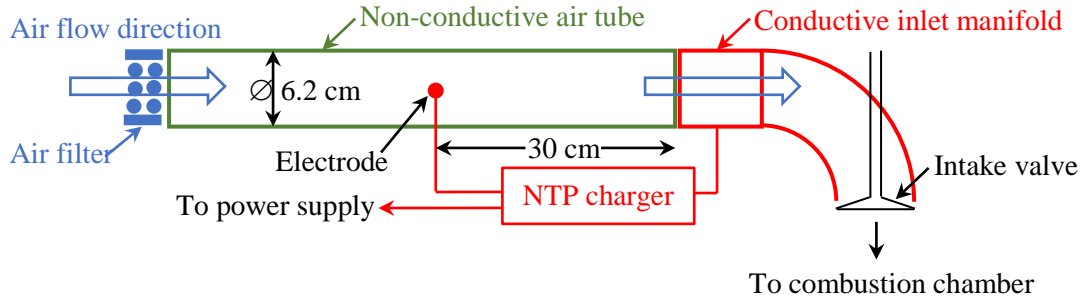 Non-conductive air tube
Conductive inlet manifold
Air flow direction
∅ 6.2 cm
Air filter
Electrode
30 cm
Intake valve
NTP charger
To power supply
To combustion chamber